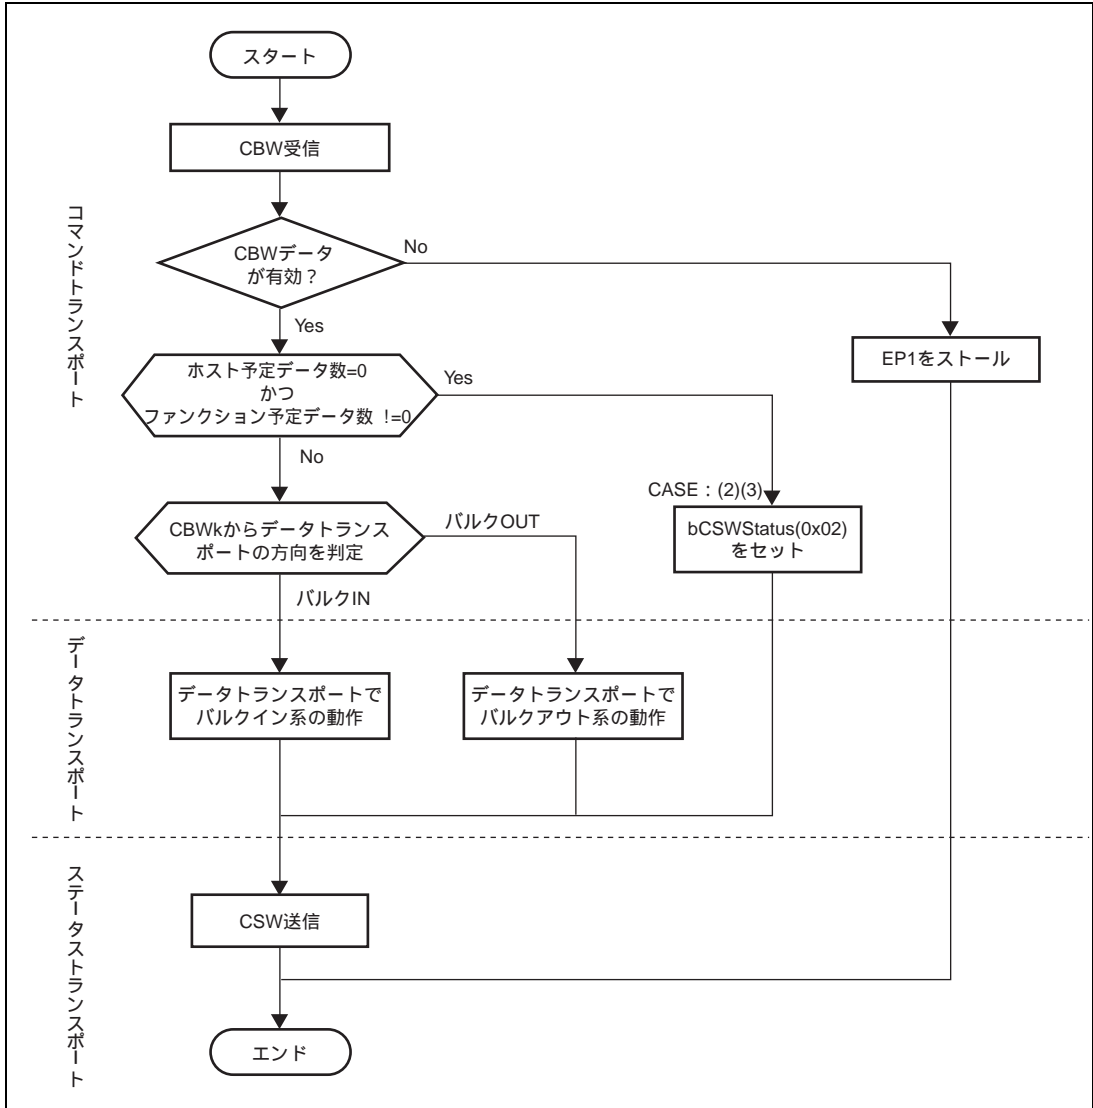 スタート
CBW受信
コマンドトランスポート
CBWデータ
が有効？
No
Yes
EP1をストール
ホスト予定データ数=0
かつ
ファンクション予定データ数 !=0
Yes
No
CASE：(2)(3)
bCSWStatus(0x02)
をセット
CBWkからデータトランス
ポートの方向を判定
バルクOUT
バルクIN
データトランスポート
データトランスポートで
バルクイン系の動作
データトランスポートで
バルクアウト系の動作
ステータストランスポート
CSW送信
エンド